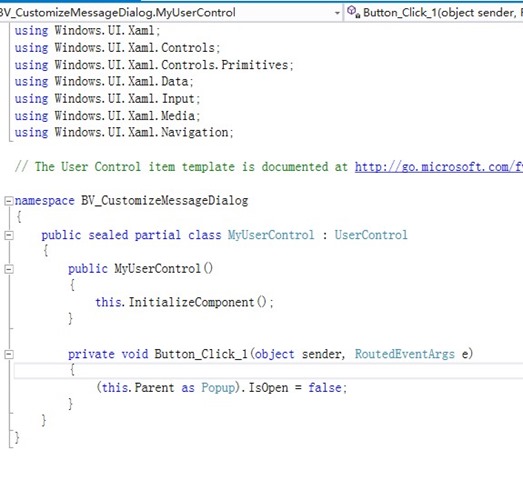 BV_CustomizeMessageDialog.MyUserControl
Button_Click_1(object sender,
using Windows.UI.Xaml;
using Windows.UI.Xaml.Controls;
using Windows.UI.Xaml.Controls.Primitives;
using Windows.UI.Xaml.Data;
using Windows.UI.Xaml.Input;
using Windows.UI.Xaml.Media;
using Windows.UI.Xaml.Navigation;
// The User Control item template is documented at http://go.microsoft.com/f
namespace BV_CustomizeMessageDialog
{
public sealed partial class MyUserControl : UserControl
{
public MyUserControl()
{
this.InitializeComponent();
}
private void Button_Click_1(object sender, RoutedEventArgs e)
{
(this.Parent as Popup).IsOpen = false;
}
}
}